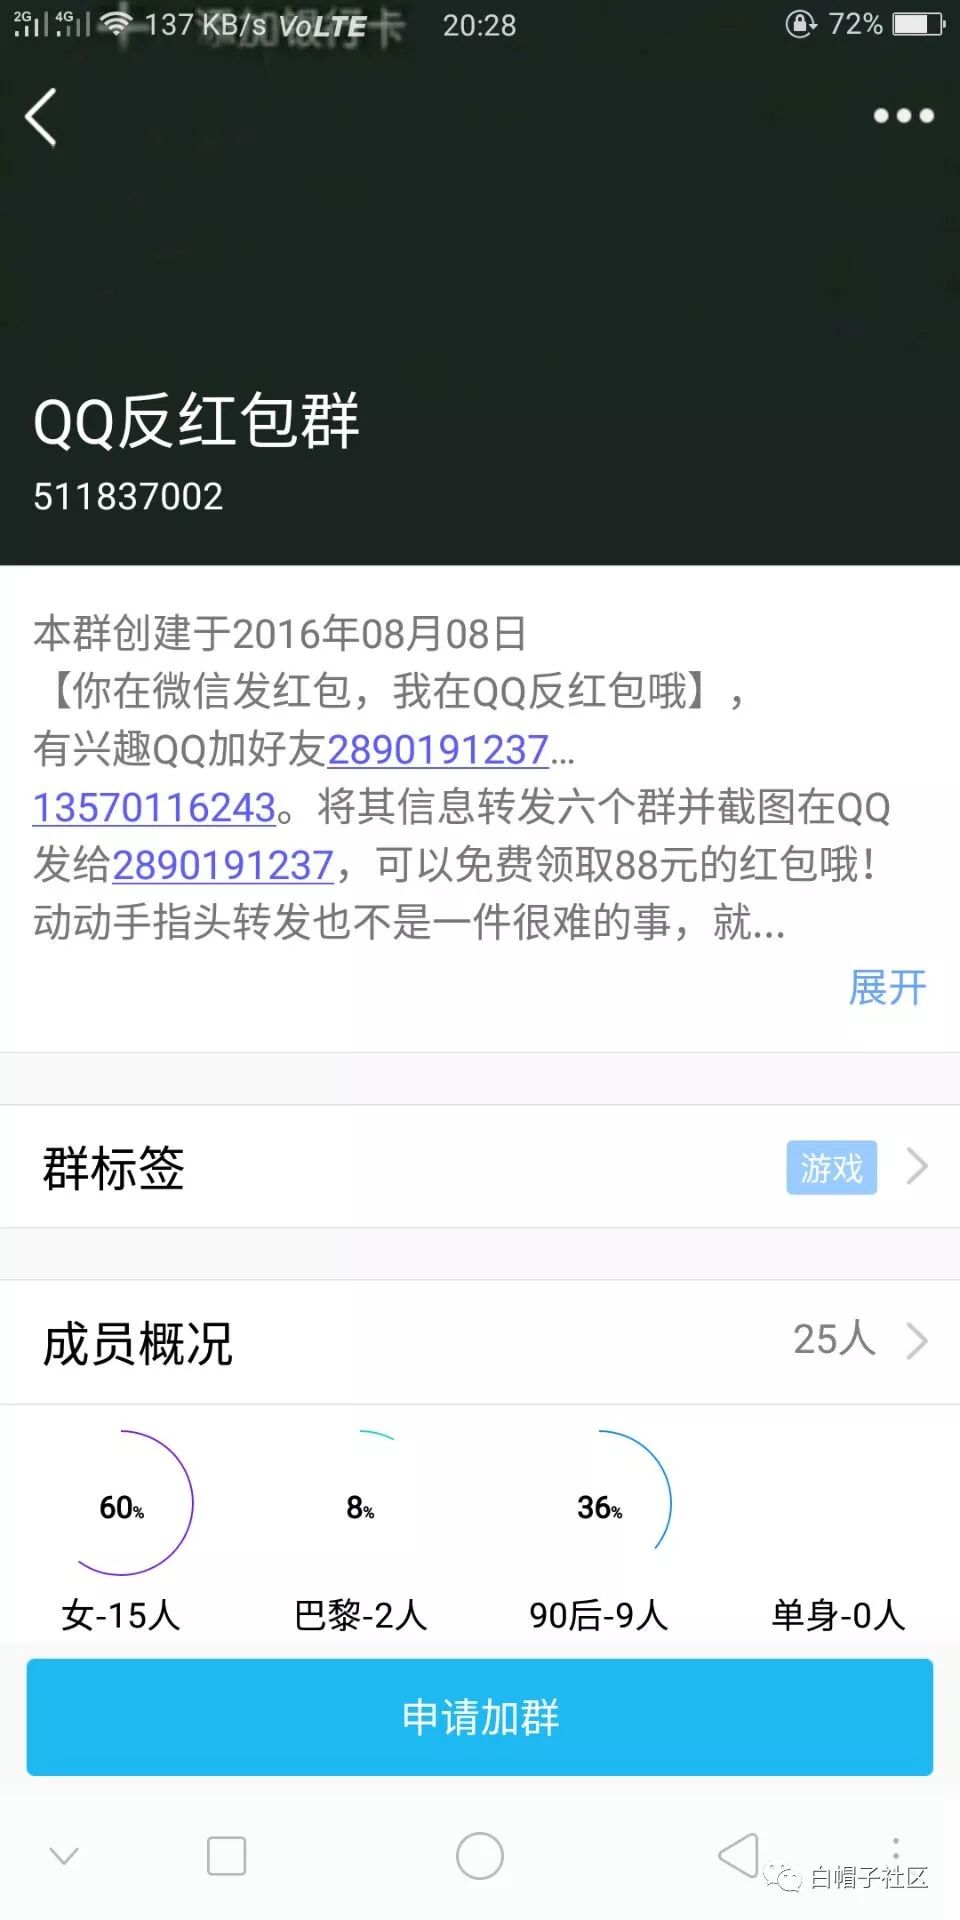 2G 4G 137 KB/s VoLTE 20:28 72%
添加银行卡
QQ反红包群
511837002
本群创建于2016年08月08日
【你在微信发红包，我在QQ反红包哦】，
有兴趣QQ加好友2890191237...
13570116243。将其信息转发六个群并截图在QQ
发给2890191237，可以免费领取88元的红包哦！
动动手指头转发也不是一件很难的事，就...
展开
群标签 游戏
成员概况 25人
60% 8% 36%
女-15人 巴黎-2人 90后-9人 单身-0人
申请加群
白帽子社区